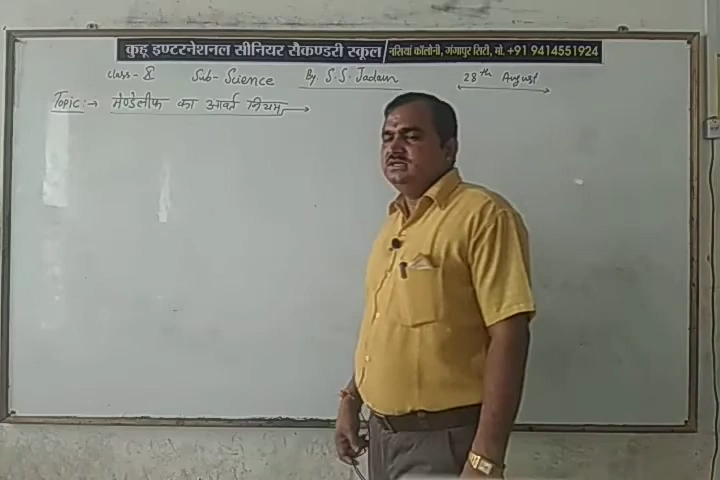 कुहू इण्टरनेशनल सीनियर सैकण्डरी स्कूल नसियां कॉलोनी, गंगापुर सिटी, मो. +91 9414551924
Class - 8 Sub - Science By S. S. Jadaun 28th August
Topic :→ मेण्डेलीफ का आवर्त नियम →